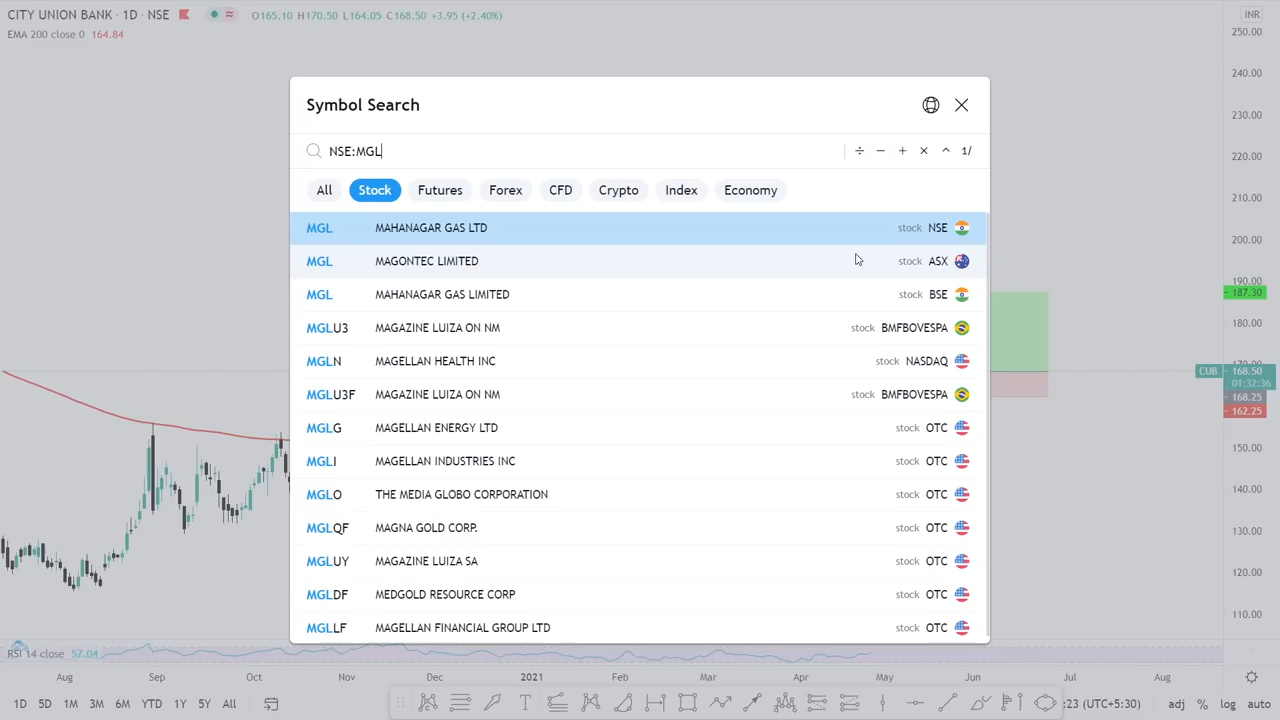 CITY UNION BANK · 1D · NSE O165.10 H170.50 L164.05 C168.50 +3.95 (+2.40%)
INR
EMA 200 close 0 164.84
Symbol Search
NSE:MGL
÷ − + × ^ 1/
All Stock Futures Forex CFD Crypto Index Economy
MGL MAHANAGAR GAS LTD stock NSE
MGL MAGONTEC LIMITED stock ASX
MGL MAHANAGAR GAS LIMITED stock BSE
MGLU3 MAGAZINE LUIZA ON NM stock BMFBOVESPA
MGLN MAGELLAN HEALTH INC stock NASDAQ
MGLU3F MAGAZINE LUIZA ON NM stock BMFBOVESPA
MGLG MAGELLAN ENERGY LTD stock OTC
MGLI MAGELLAN INDUSTRIES INC stock OTC
MGLO THE MEDIA GLOBO CORPORATION stock OTC
MGLQF MAGNA GOLD CORP. stock OTC
MGLUY MAGAZINE LUIZA SA stock OTC
MGLDF MEDGOLD RESOURCE CORP stock OTC
MGLLF MAGELLAN FINANCIAL GROUP LTD stock OTC
250.00
240.00
230.00
220.00
210.00
200.00
190.00
187.30
180.00
CUB 168.50
01:32:36
168.25
162.25
150.00
140.00
130.00
120.00
110.00
RSI 14 close 57.04
Aug Sep Oct Nov Dec 2021 Feb Mar Apr May Jun Jul Aug
1D 5D 1M 3M 6M YTD 1Y 5Y All
:23 (UTC+5:30) adj % log auto